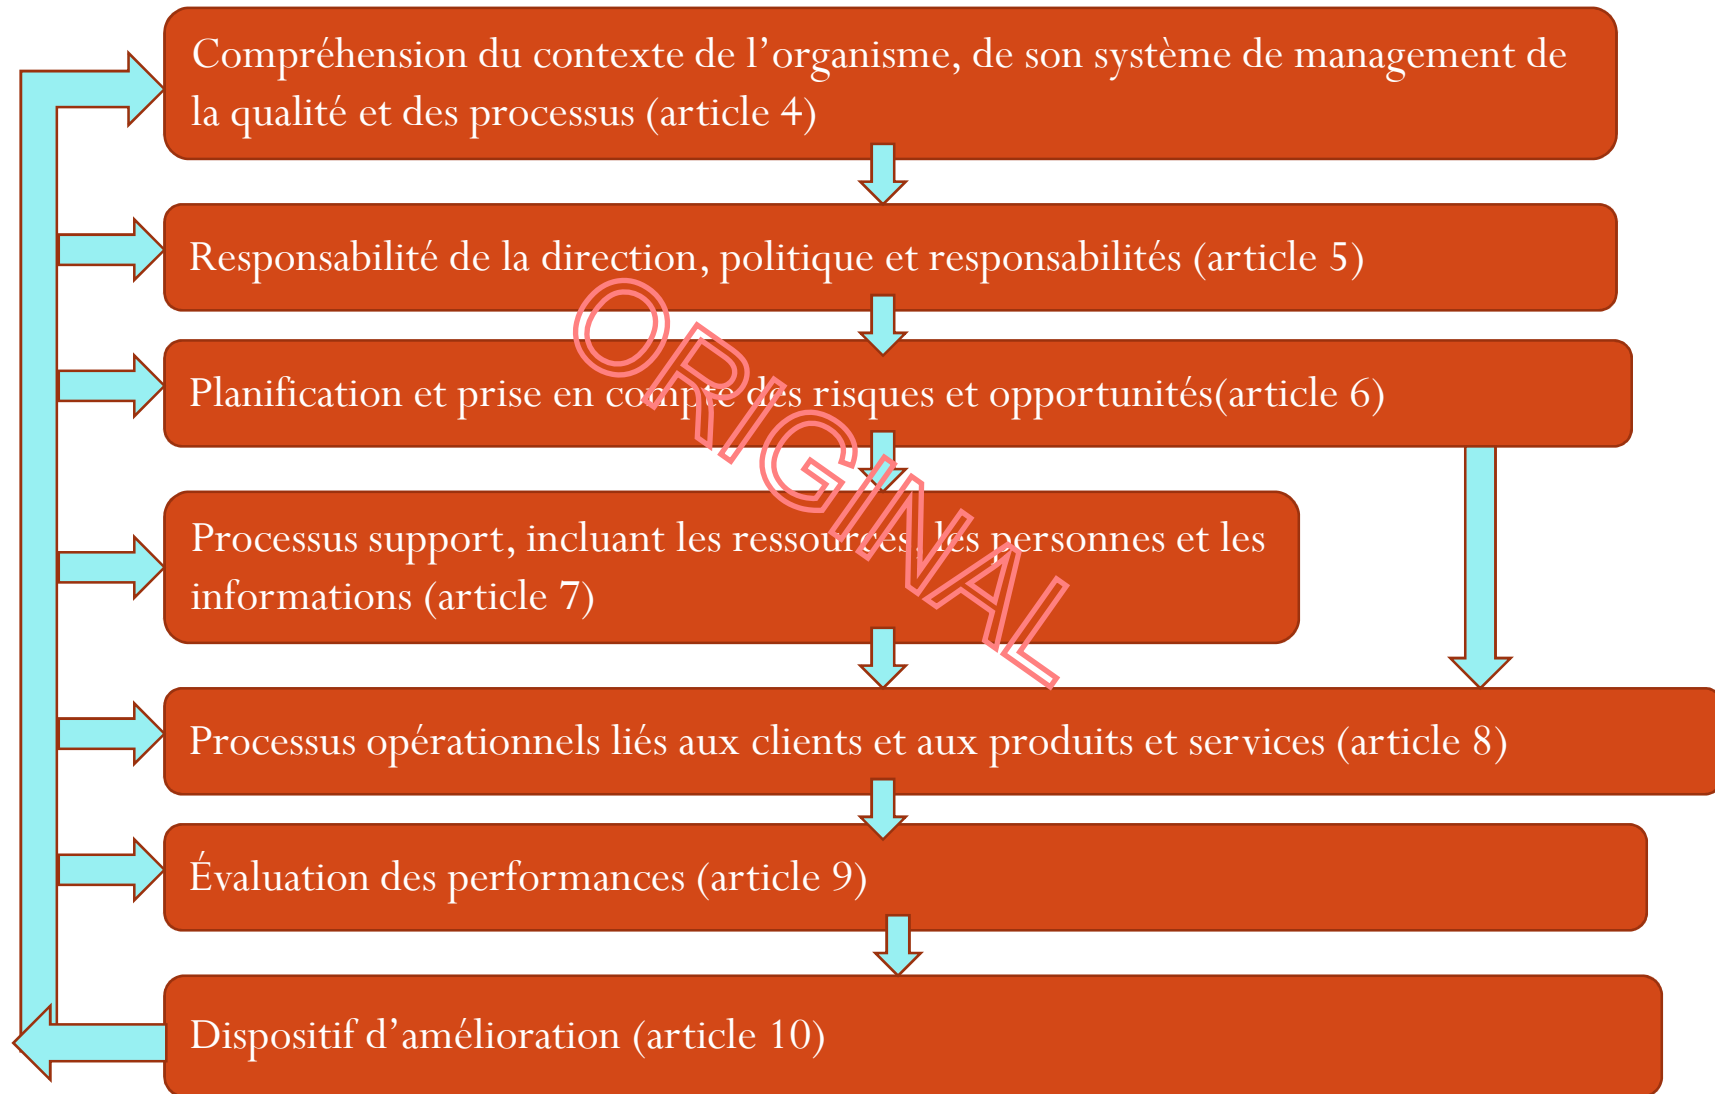 Compréhension du contexte de l’organisme, de son système de management de
la qualité et des processus (article 4)
Responsabilité de la direction, politique et responsabilités (article 5)
Planification et prise en compte des risques et opportunités(article 6)
Processus support, incluant les ressources, les personnes et les
informations (article 7)
Processus opérationnels liés aux clients et aux produits et services (article 8)
Évaluation des performances (article 9)
Dispositif d’amélioration (article 10)
ORIGINAL